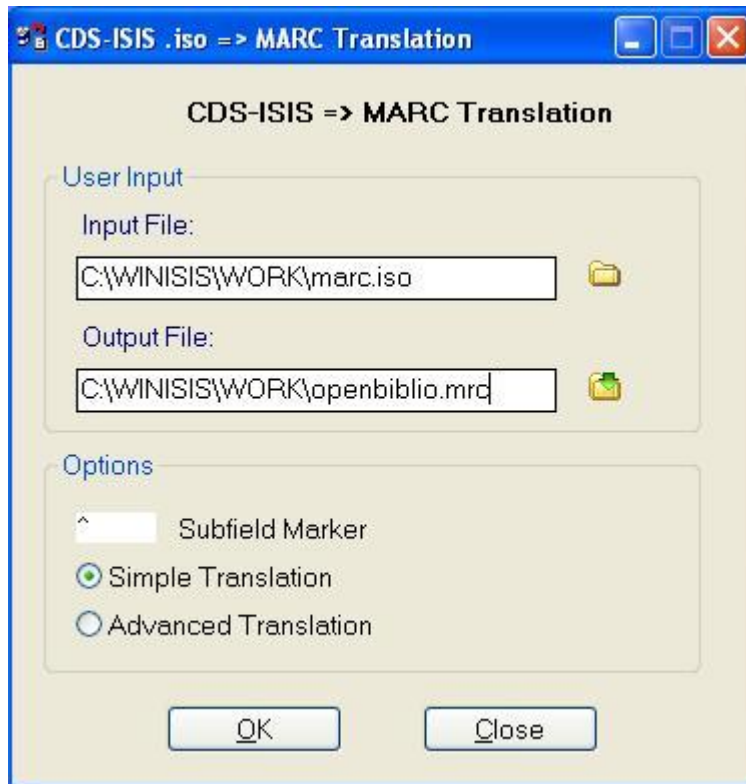 CDS-ISIS .iso => MARC Translation
CDS-ISIS => MARC Translation
User Input
Input File:
C:\WINISIS\WORK\marc.iso
Output File:
C:\WINISIS\WORK\openbiblio.mrc
Options
^ Subfield Marker
Simple Translation
Advanced Translation
OK Close